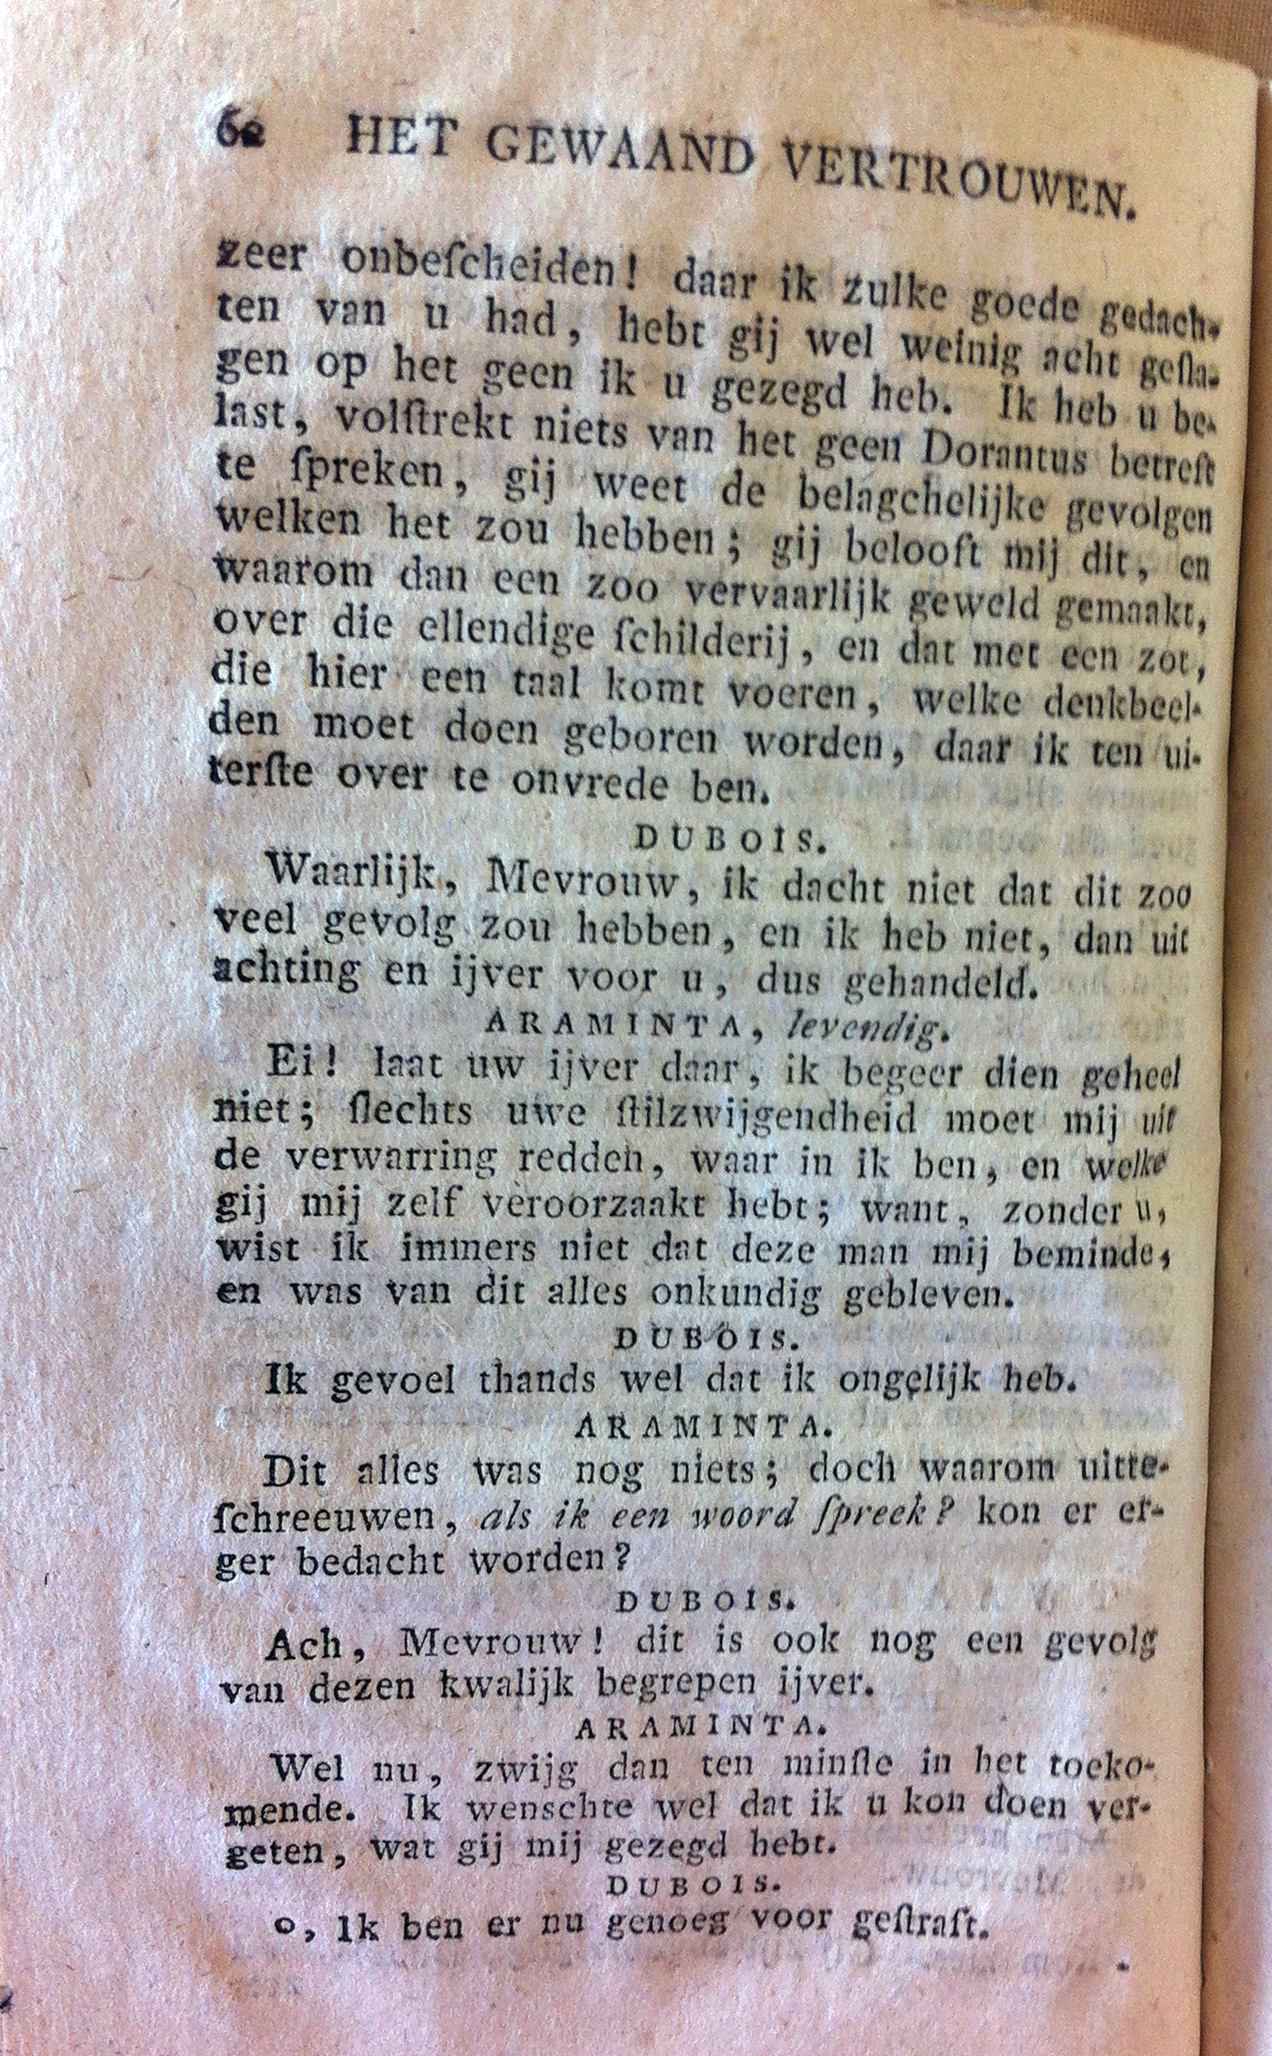 62 HET GEWAAND VERTROUWEN.
zeer onbeſcheiden! daar ik zulke goede gedach-
ten van u had, hebt gij wel weinig acht geſla-
gen op het geen ik u gezegd heb. Ik heb u be-
last, volſtrekt niets van het geen Dorantus betreft
te ſpreken, gij weet de belagchelijke gevolgen
welken het zou hebben; gij belooft mij dit, en
waarom dan een zoo vervaarlijk geweld gemaakt,
over die ellendige ſchilderij, en dat met een zot,
die hier een taal komt voeren, welke denkbeel-
den moet doen geboren worden, daar ik ten ui-
terſte over te onvrede ben.
DUBOIS.
Waarlijk, Mevrouw, ik dacht niet dat dit zoo
veel gevolg zou hebben, en ik heb niet, dan uit
achting en ijver voor u, dus gehandeld.
ARAMINTA, levendig.
Ei! laat uw ijver daar, ik begeer dien geheel
niet; ſlechts uwe ſtilzwijgendheid moet mij uit
de verwarring redden, waar in ik ben, en welke
gij mij zelf veroorzaakt hebt; want, zonder u,
wist ik immers niet dat deze man mij beminde,
en was van dit alles onkundig gebleven.
DUBOIS.
Ik gevoel thands wel dat ik ongelijk heb.
ARAMINTA.
Dit alles was nog niets; doch waarom uitte-
ſchreeuwen, als ik een woord ſpreek? kon er er-
ger bedacht worden?
DUBOIS.
Ach, Mevrouw! dit is ook nog een gevolg
van dezen kwalijk begrepen ijver.
ARAMINTA.
Wel nu, zwijg dan ten minſte in het toeko-
mende. Ik wenschte wel dat ik u kon doen ver-
geten, wat gij mij gezegd hebt.
DUBOIS.
o, Ik ben er nu genoeg voor geſtraft.